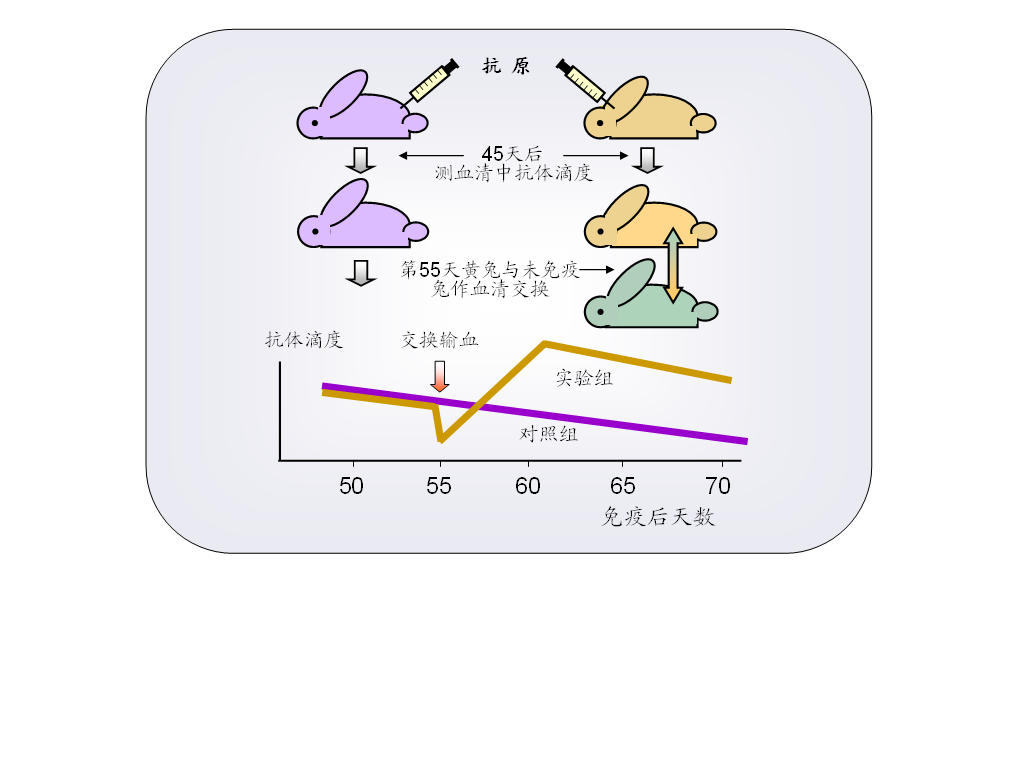 抗 原
45天后
测血清中抗体滴度
第55天黄兔与未免疫
兔作血清交换
抗体滴度
交换输血
实验组
对照组
50 55 60 65 70
免疫后天数